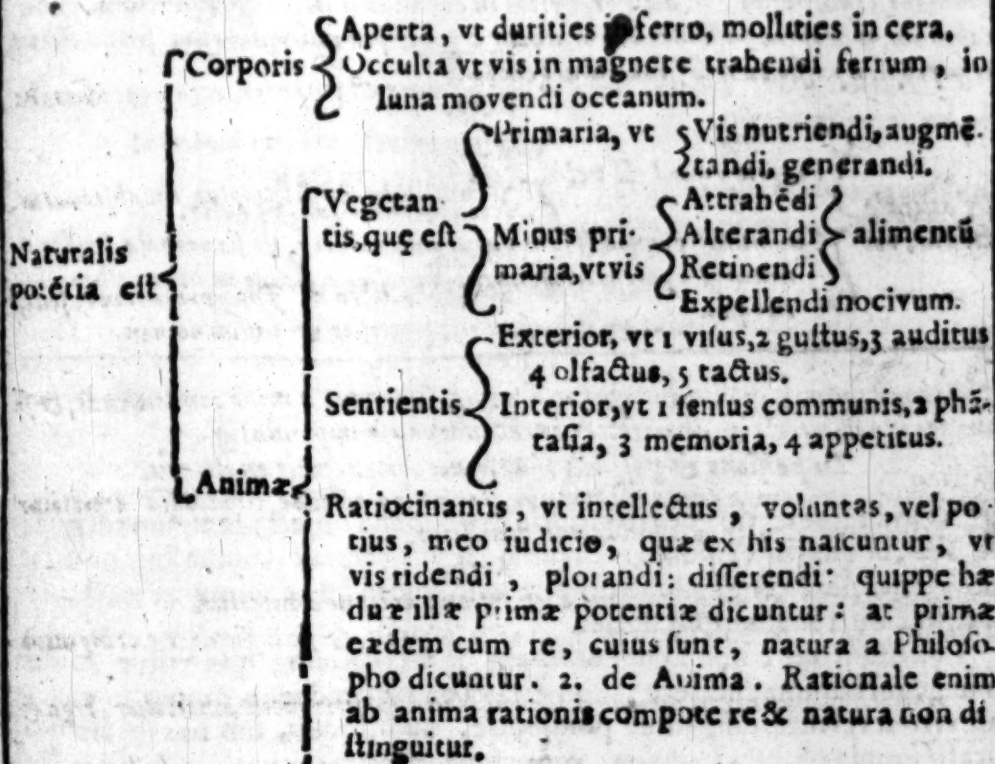 Aperta, vt durities in ferro, mollities in cera,
Corporis
Occulta vt vis in magnete trahendi ferrum, in
luna movendi oceanum.
Primaria, vt
Vis nutriendi, augmē-
tandi, generandi.
Vegetan-
tis, quę est
Minus pri-
maria, vt vis
Attrahēdi
Alterandi
Retinendi
alimentū
Expellendi nocivum.
Naturalis
potētia est
Exterior, vt 1 visus, 2 gustus, 3 auditus
4 olfactus, 5 tactus.
Sentientis
Interior, vt 1 sensus communis, 2 phā-
tasia, 3 memoria, 4 appetitus.
Animæ
Ratiocinantis, vt intellectus, voluntas, vel po-
tius, meo iudicio, quæ ex his nascuntur, vt
vis ridendi, plorandi: disserendi: quippe hæ
duæ illæ primæ potentiæ dicuntur: at primæ
eædem cum re, cuius sunt, natura a Philoso-
pho dicuntur. 2. de Anima. Rationale enim
ab anima rationis compote re & natura non di
stinguitur.